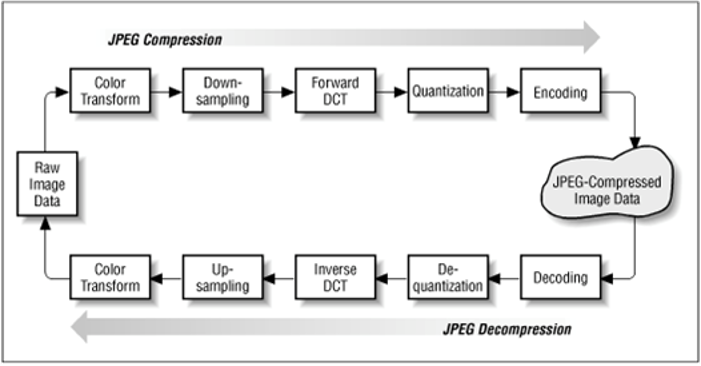 JPEG Compression
Color
Transform
Down-
sampling
Forward
DCT
Quantization
Encoding
Raw
Image
Data
JPEG-Compressed
Image Data
Color
Transform
Up-
sampling
Inverse
DCT
De-
quantization
Decoding
JPEG Decompression